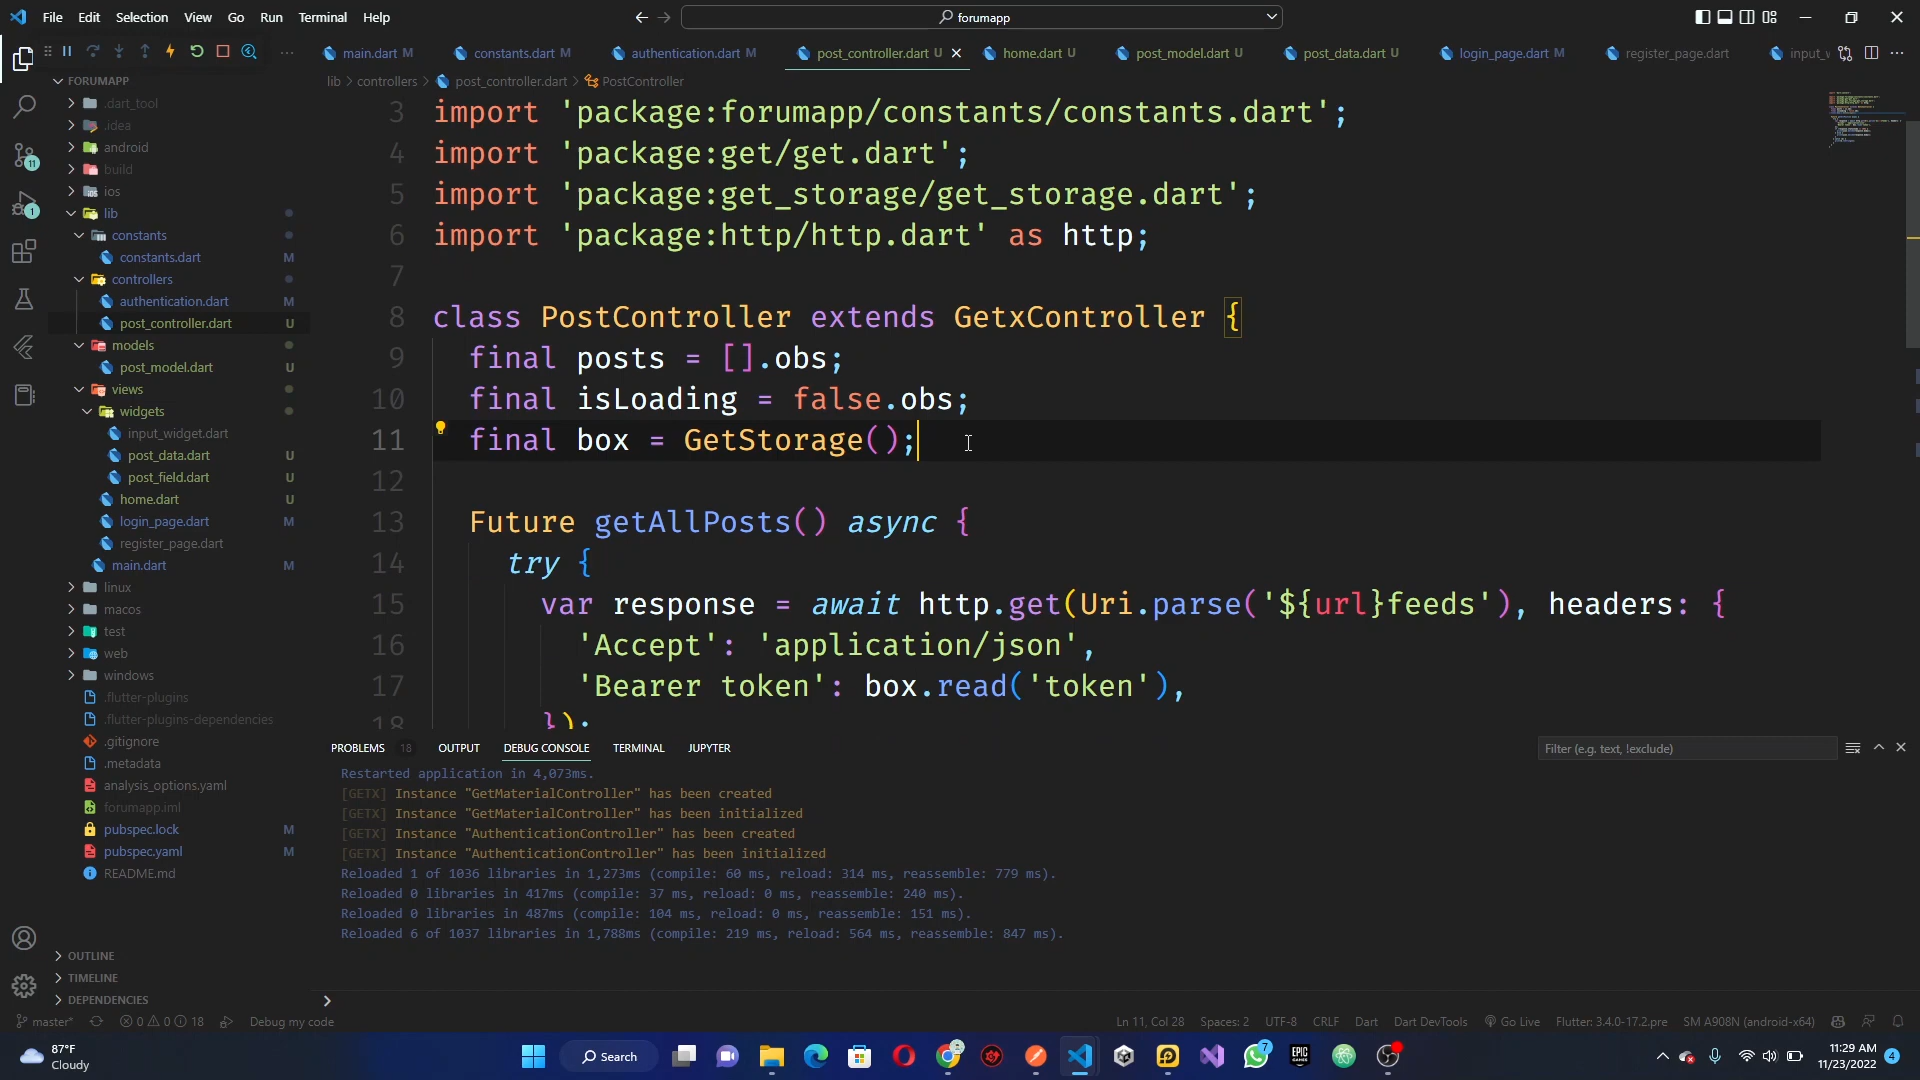 File Edit Selection View Go Run Terminal Help
forumapp
main.dart M
constants.dart M
authentication.dart M
post_controller.dart U
home.dart U
post_model.dart U
post_data.dart U
login_page.dart M
register_page.dart
lib > controllers > post_controller.dart > PostController
FORUMAPP
.dart_tool
.idea
android
build
ios
lib
constants
constants.dart M
controllers
authentication.dart M
post_controller.dart U
models
post_model.dart U
views
widgets
input_widget.dart
post_data.dart U
post_field.dart U
home.dart U
login_page.dart M
register_page.dart
main.dart M
linux
macos
test
web
windows
.flutter-plugins
.flutter-plugins-dependencies
.gitignore
.metadata
analysis_options.yaml
forumapp.iml
pubspec.lock M
pubspec.yaml M
README.md
OUTLINE
TIMELINE
DEPENDENCIES
11
1
3 import 'package:forumapp/constants/constants.dart';
4 import 'package:get/get.dart';
5 import 'package:get_storage/get_storage.dart';
6 import 'package:http/http.dart' as http;
7
8 class PostController extends GetxController {
9 final posts = [].obs;
10 final isLoading = false.obs;
11 final box = GetStorage();
12
13 Future getAllPosts() async {
14 try {
15 var response = await http.get(Uri.parse('${url}feeds'), headers: {
16 'Accept': 'application/json',
17 'Bearer token': box.read('token'),
18 });
PROBLEMS 18 OUTPUT DEBUG CONSOLE TERMINAL JUPYTER
Filter (e.g. text, !exclude)
Restarted application in 4,073ms.
[GETX] Instance "GetMaterialController" has been created
[GETX] Instance "GetMaterialController" has been initialized
[GETX] Instance "AuthenticationController" has been created
[GETX] Instance "AuthenticationController" has been initialized
Reloaded 1 of 1036 libraries in 1,273ms (compile: 60 ms, reload: 314 ms, reassemble: 779 ms).
Reloaded 0 libraries in 417ms (compile: 37 ms, reload: 0 ms, reassemble: 240 ms).
Reloaded 0 libraries in 487ms (compile: 104 ms, reload: 0 ms, reassemble: 151 ms).
Reloaded 6 of 1037 libraries in 1,788ms (compile: 219 ms, reload: 564 ms, reassemble: 847 ms).
master* 0 0 18 Debug my code
Ln 11, Col 28 Spaces: 2 UTF-8 CRLF Dart Dart DevTools Go Live Flutter: 3.4.0-17.2.pre SM A908N (android-x64)
87°F
Cloudy
Search
7
EPIC GAMES
11:29 AM
11/23/2022
4